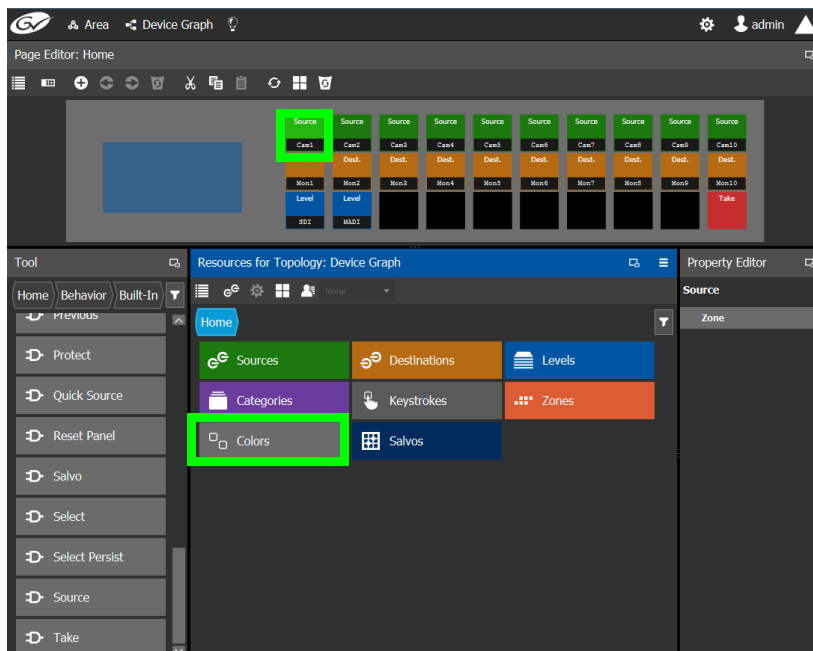 GV Area Device Graph admin
Page Editor: Home
Source Source Source Source Source Source Source Source Source Source
Cam1 Cam2 Cam3 Cam4 Cam5 Cam6 Cam7 Cam8 Cam9 Cam10
Dest. Dest. Dest. Dest. Dest. Dest. Dest. Dest. Dest.
Mon1 Mon2 Mon3 Mon4 Mon5 Mon6 Mon7 Mon8 Mon9 Mon10
Level Level Take
SDI MADI
Tool
Home Behavior Built-In
Previous
Protect
Quick Source
Reset Panel
Salvo
Select
Select Persist
Source
Take
Resources for Topology: Device Graph
None
Home
Sources Destinations Levels
Categories Keystrokes Zones
Colors Salvos
Property Editor
Source
Zone